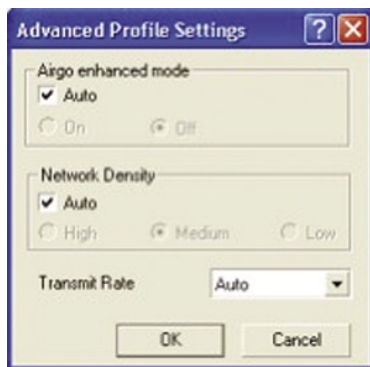 Advanced Profile Settings
Airgo enhanced mode
Auto
On Off
Network Density
Auto
High Medium Low
Transmit Rate Auto
OK Cancel